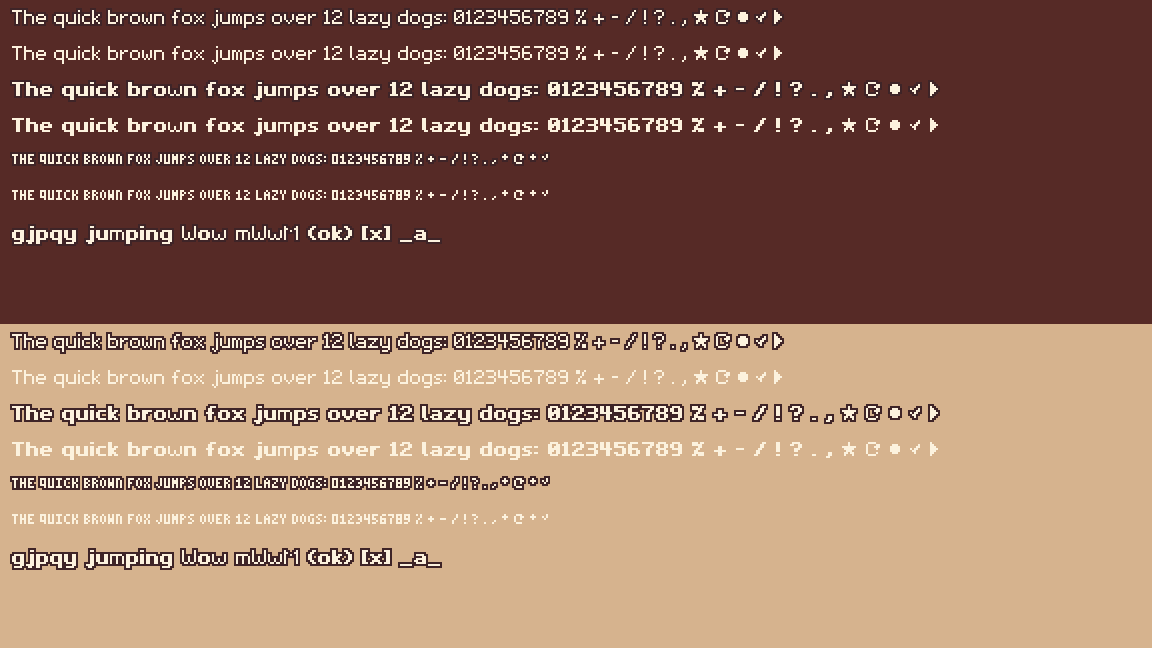 The quick brown fox jumps over 12 lazy dogs: 0123456789 % + - / ! ? . , ★ ↻ ● ✓ ▶
The quick brown fox jumps over 12 lazy dogs: 0123456789 % + - / ! ? . , ★ ↻ ● ✓ ▶
The quick brown fox jumps over 12 lazy dogs: 0123456789 % + - / ! ? . , ★ ↻ ● ✓ ▶
The quick brown fox jumps over 12 lazy dogs: 0123456789 % + - / ! ? . , ★ ↻ ● ✓ ▶
THE QUICK BROWN FOX JUMPS OVER 12 LAZY DOGS: 0123456789 % + - / ! ? . , ★ ↻ ● ✓
THE QUICK BROWN FOX JUMPS OVER 12 LAZY DOGS: 0123456789 % + - / ! ? . , ★ ↻ ● ✓
gjpqy jumping Wow mWwM (ok) [x] _a_
The quick brown fox jumps over 12 lazy dogs: 0123456789 % + - / ! ? . , ★ ↻ ● ✓ ▶
The quick brown fox jumps over 12 lazy dogs: 0123456789 % + - / ! ? . , ★ ↻ ● ✓ ▶
The quick brown fox jumps over 12 lazy dogs: 0123456789 % + - / ! ? . , ★ ↻ ● ✓ ▶
The quick brown fox jumps over 12 lazy dogs: 0123456789 % + - / ! ? . , ★ ↻ ● ✓ ▶
THE QUICK BROWN FOX JUMPS OVER 12 LAZY DOGS: 0123456789 % + - / ! ? . , ★ ↻ ● ✓
THE QUICK BROWN FOX JUMPS OVER 12 LAZY DOGS: 0123456789 % + - / ! ? . , ★ ↻ ● ✓
gjpqy jumping Wow mWwM (ok) [x] _a_